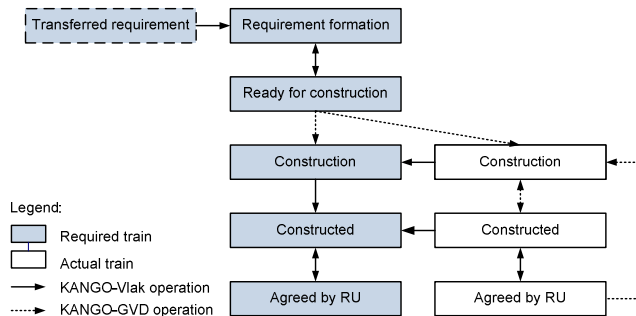 Transferred requirement
Requirement formation
Ready for construction
Construction
Construction
Constructed
Constructed
Agreed by RU
Agreed by RU
Legend:
Required train
Actual train
KANGO-Vlak operation
KANGO-GVD operation